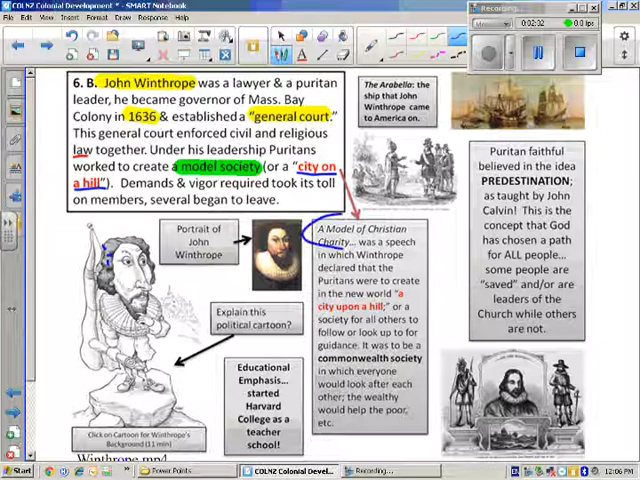 COLNZ Colonial Development - SMART Notebook
File Edit View Insert Format Draw Response Help
Recording...
Menu
00:02:32
0.0 fps
6. B. John Winthrope was a lawyer & a puritan
leader, he became governor of Mass. Bay
Colony in 1636 & established a "general court."
This general court enforced civil and religious
law together. Under his leadership Puritans
worked to create a model society (or a "city on
a hill"). Demands & vigor required took its toll
on members, several began to leave.
The Arabella: the
ship that John
Winthrope came
to America on.
Puritan faithful
believed in the idea
PREDESTINATION;
as taught by John
Calvin! This is the
concept that God
has chosen a path
for ALL people...
some people are
"saved" and/or are
leaders of the
Church while others
are not.
Portrait of
John
Winthrope
A Model of Christian
Charity... was a speech
in which Winthrope
declared that the
Puritans were to create
in the new world "a
city upon a hill;" or a
society for all others to
follow or look up to for
guidance. It was to be a
commonwealth society
in which everyone
would look after each
other; the wealthy
would help the poor,
etc.
Explain this
political cartoon?
Educational
Emphasis...
started
Harvard
College as a
teacher
school!
Click on Cartoon for Winthrope's
Background (11 min)
Winthrope.mp4
Start
Power Points
COLNZ Colonial Devel...
Recording...
EN
12:06 PM